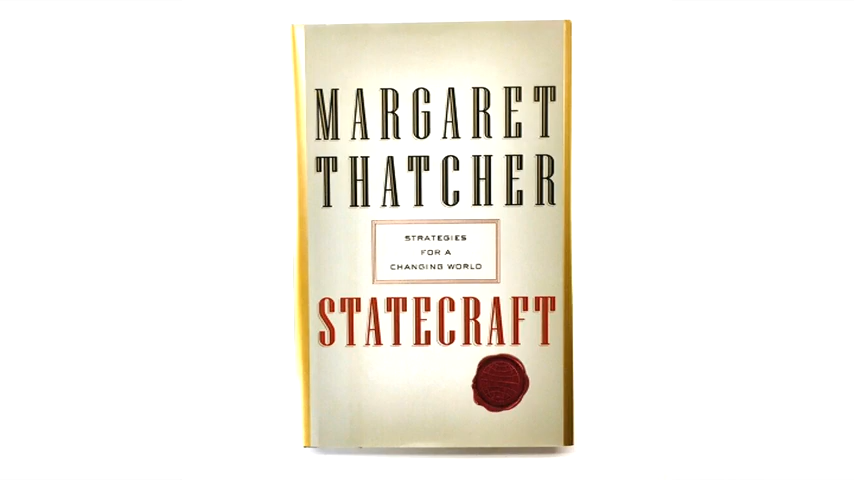 MARGARET
THATCHER
STRATEGIES
FOR A
CHANGING WORLD
STATECRAFT